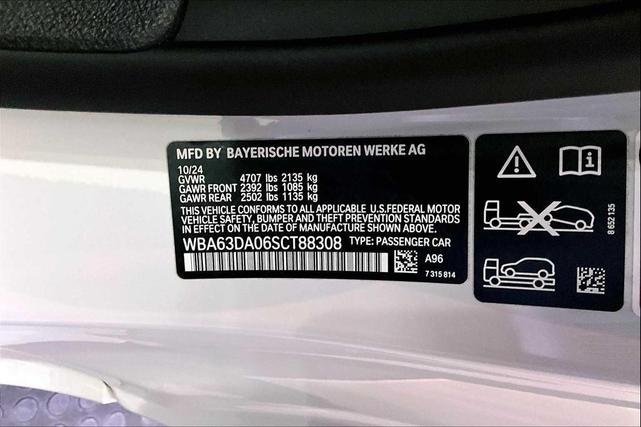 MFD BY BAYERISCHE MOTOREN WERKE AG
10/24
GVWR 4707 lbs 2135 kg
GAWR FRONT 2392 lbs 1085 kg
GAWR REAR 2502 lbs 1135 kg
THIS VEHICLE CONFORMS TO ALL APPLICABLE U.S.FEDERAL MOTOR
VEHICLE SAFETY, BUMPER AND THEFT PREVENTION STANDARDS
IN EFFECT ON THE DATE OF MANUFACTURE SHOWN ABOVE.
WBA63DA06SCT88308 TYPE: PASSENGER CAR
A96
7 315 814
8 652 135